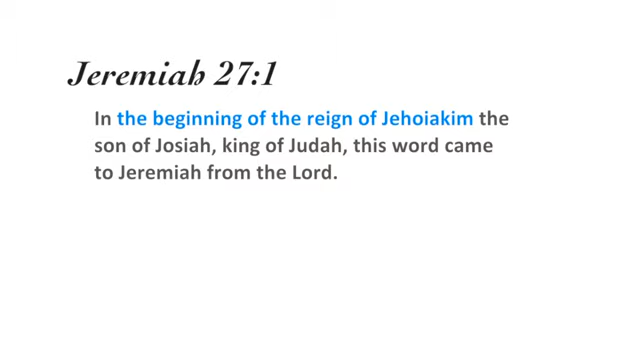 Jeremiah 27:1
In the beginning of the reign of Jehoiakim the
son of Josiah, king of Judah, this word came
to Jeremiah from the Lord.